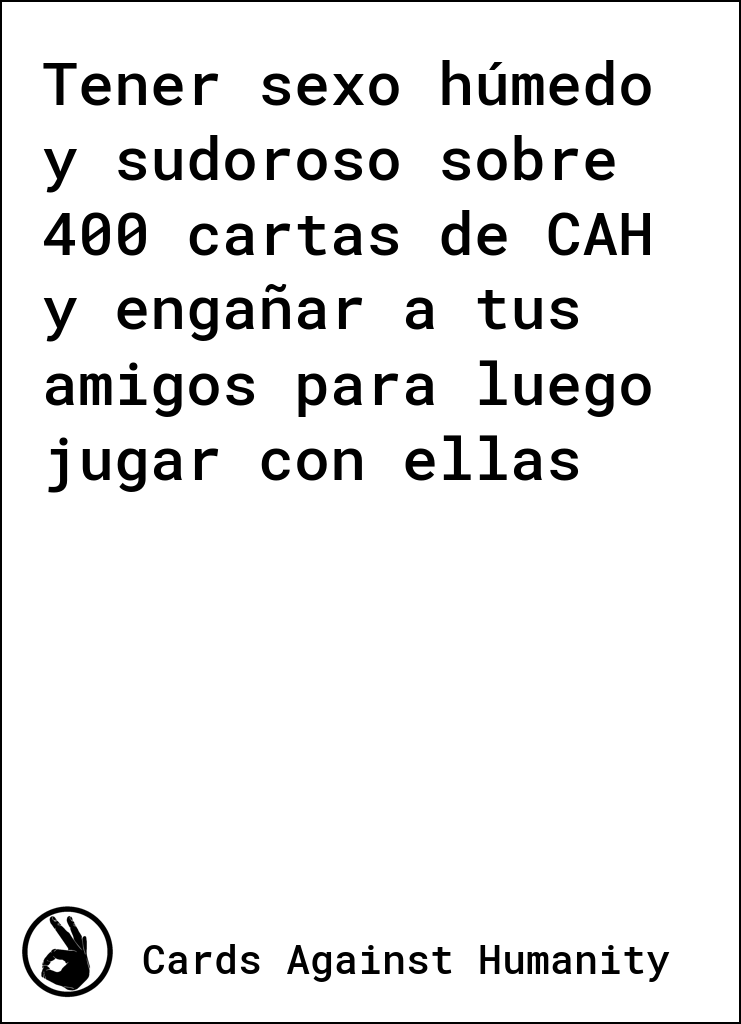 Tener sexo húmedo
y sudoroso sobre
400 cartas de CAH
y engañar a tus
amigos para luego
jugar con ellas
Cards Against Humanity